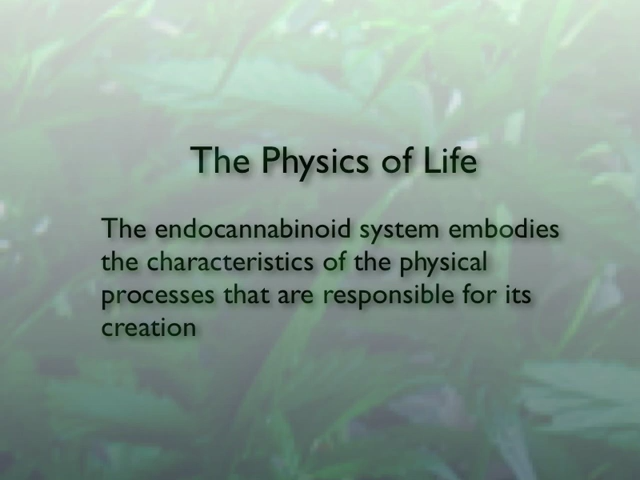 The Physics of Life
The endocannabinoid system embodies
the characteristics of the physical
processes that are responsible for its
creation